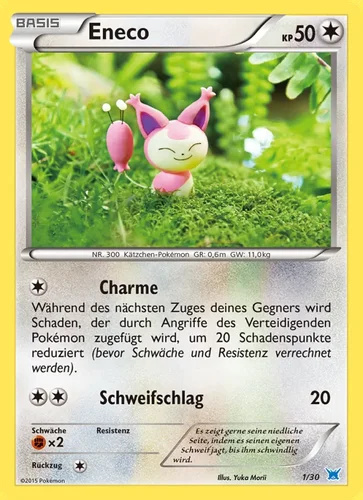 BASIS
Eneco
KP50
NR. 300 Kätzchen-Pokémon GR: 0,6m GW: 11,0kg
Charme
Während des nächsten Zuges deines Gegners wird
Schaden, der durch Angriffe des Verteidigenden
Pokémon zugefügt wird, um 20 Schadenspunkte
reduziert (bevor Schwäche und Resistenz verrechnet
werden).
Schweifschlag 20
Schwäche Resistenz
×2
Rückzug
Es zeigt gerne seine niedliche
Seite, indem es seinen eigenen
Schweif jagt, bis ihm schwindlig
wird.
©2015 Pokémon
Illus. Yuka Morii
1/30